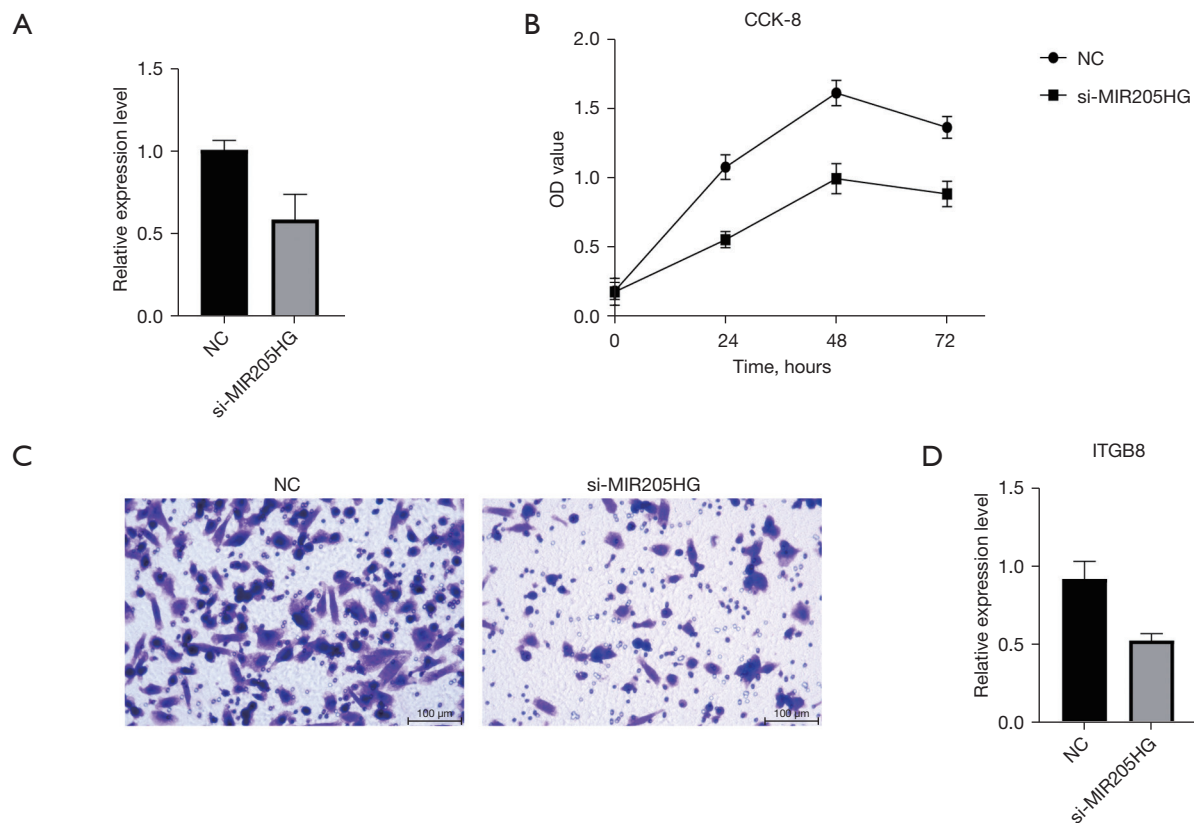 A
1.5
1.0
0.5
0.0
Relative expression level
NC
si-MIR205HG
B
CCK-8
2.0
1.5
1.0
0.5
0.0
OD value
0
24
48
72
Time, hours
NC
si-MIR205HG
C
NC
si-MIR205HG
100 μm
100 μm
D
ITGB8
1.5
1.0
0.5
0.0
Relative expression level
NC
si-MIR205HG